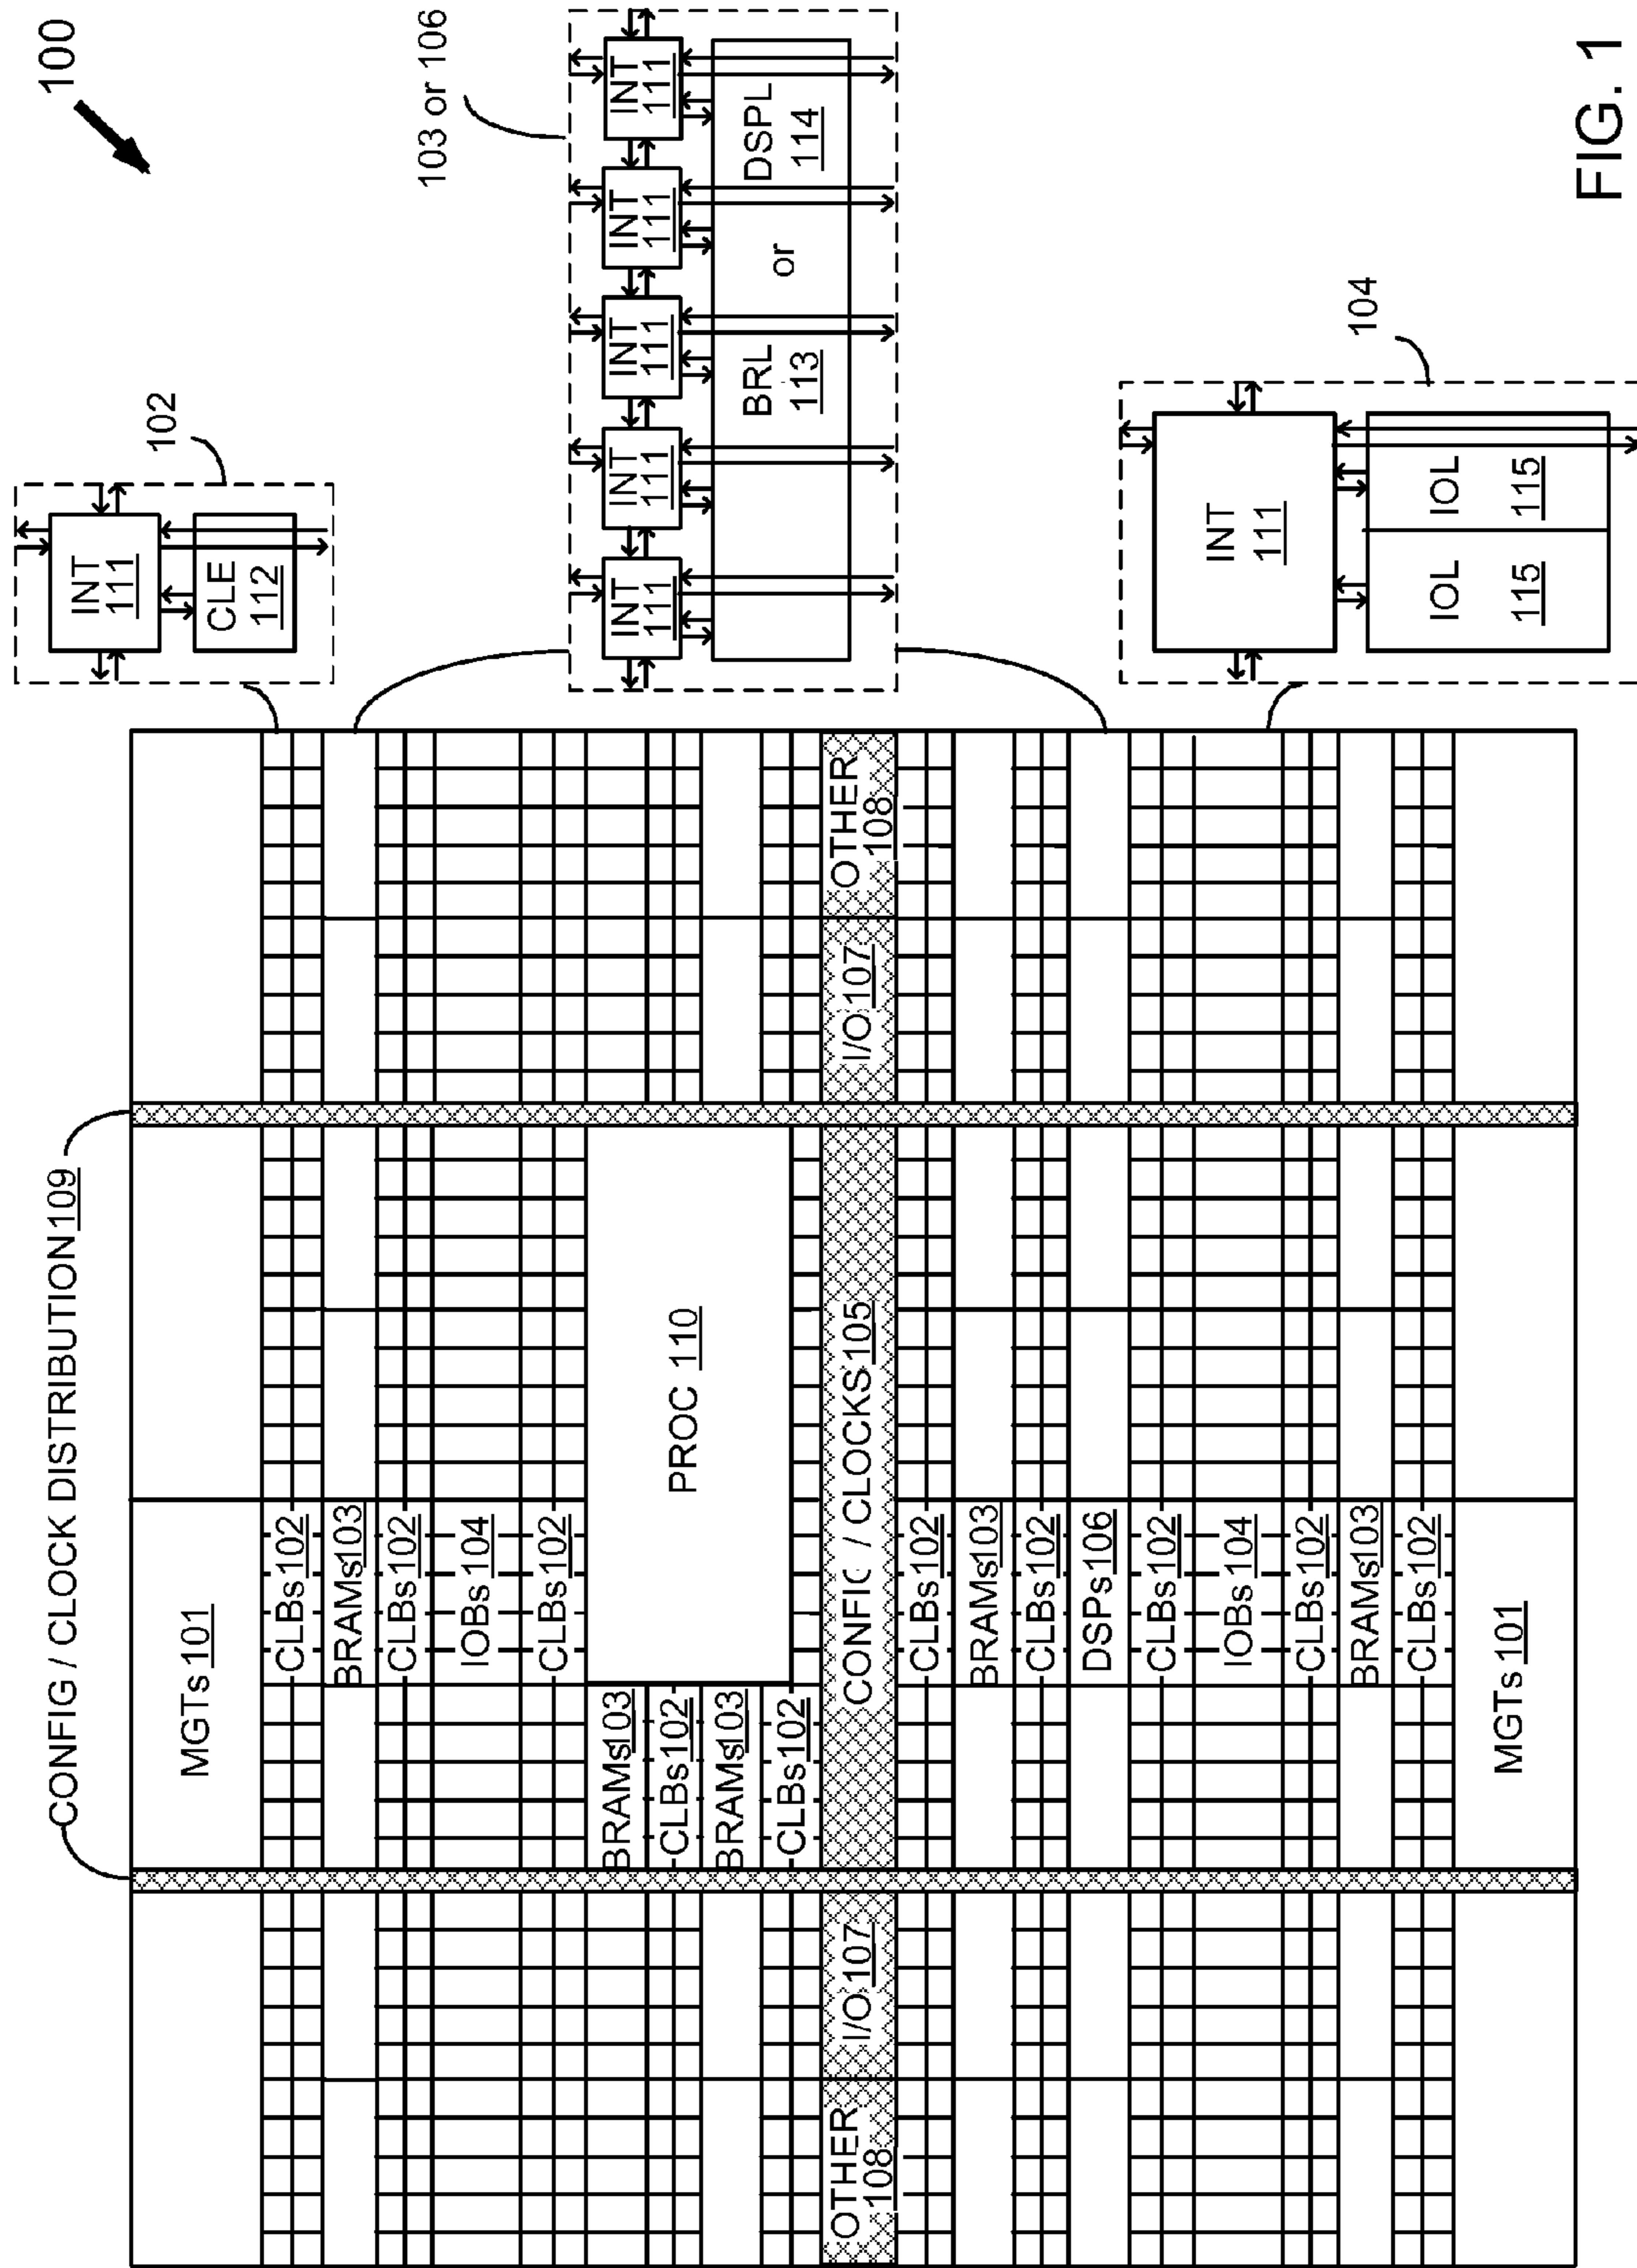 100
CONFIG / CLOCK DISTRIBUTION 109
MGTs 101
CLBs 102
BRAMs 103
CLBs 102
IOBs 104
CLBs 102
BRAMs 103
CLBs 102
BRAMs 103
CLBs 102
PROC 110
OTHER
108
I/O 107
CONFIG / CLOCKS 105
I/O 107
OTHER
108
CLBs 102
BRAMs 103
CLBs 102
DSPs 106
CLBs 102
IOBs 104
CLBs 102
BRAMs 103
CLBs 102
MGTs 101
102
INT
111
CLE
112
103 or 106
INT
111
INT
111
INT
111
INT
111
INT
111
BRL or DSPL
113 114
104
INT
111
IOL IOL
115 115
FIG. 1